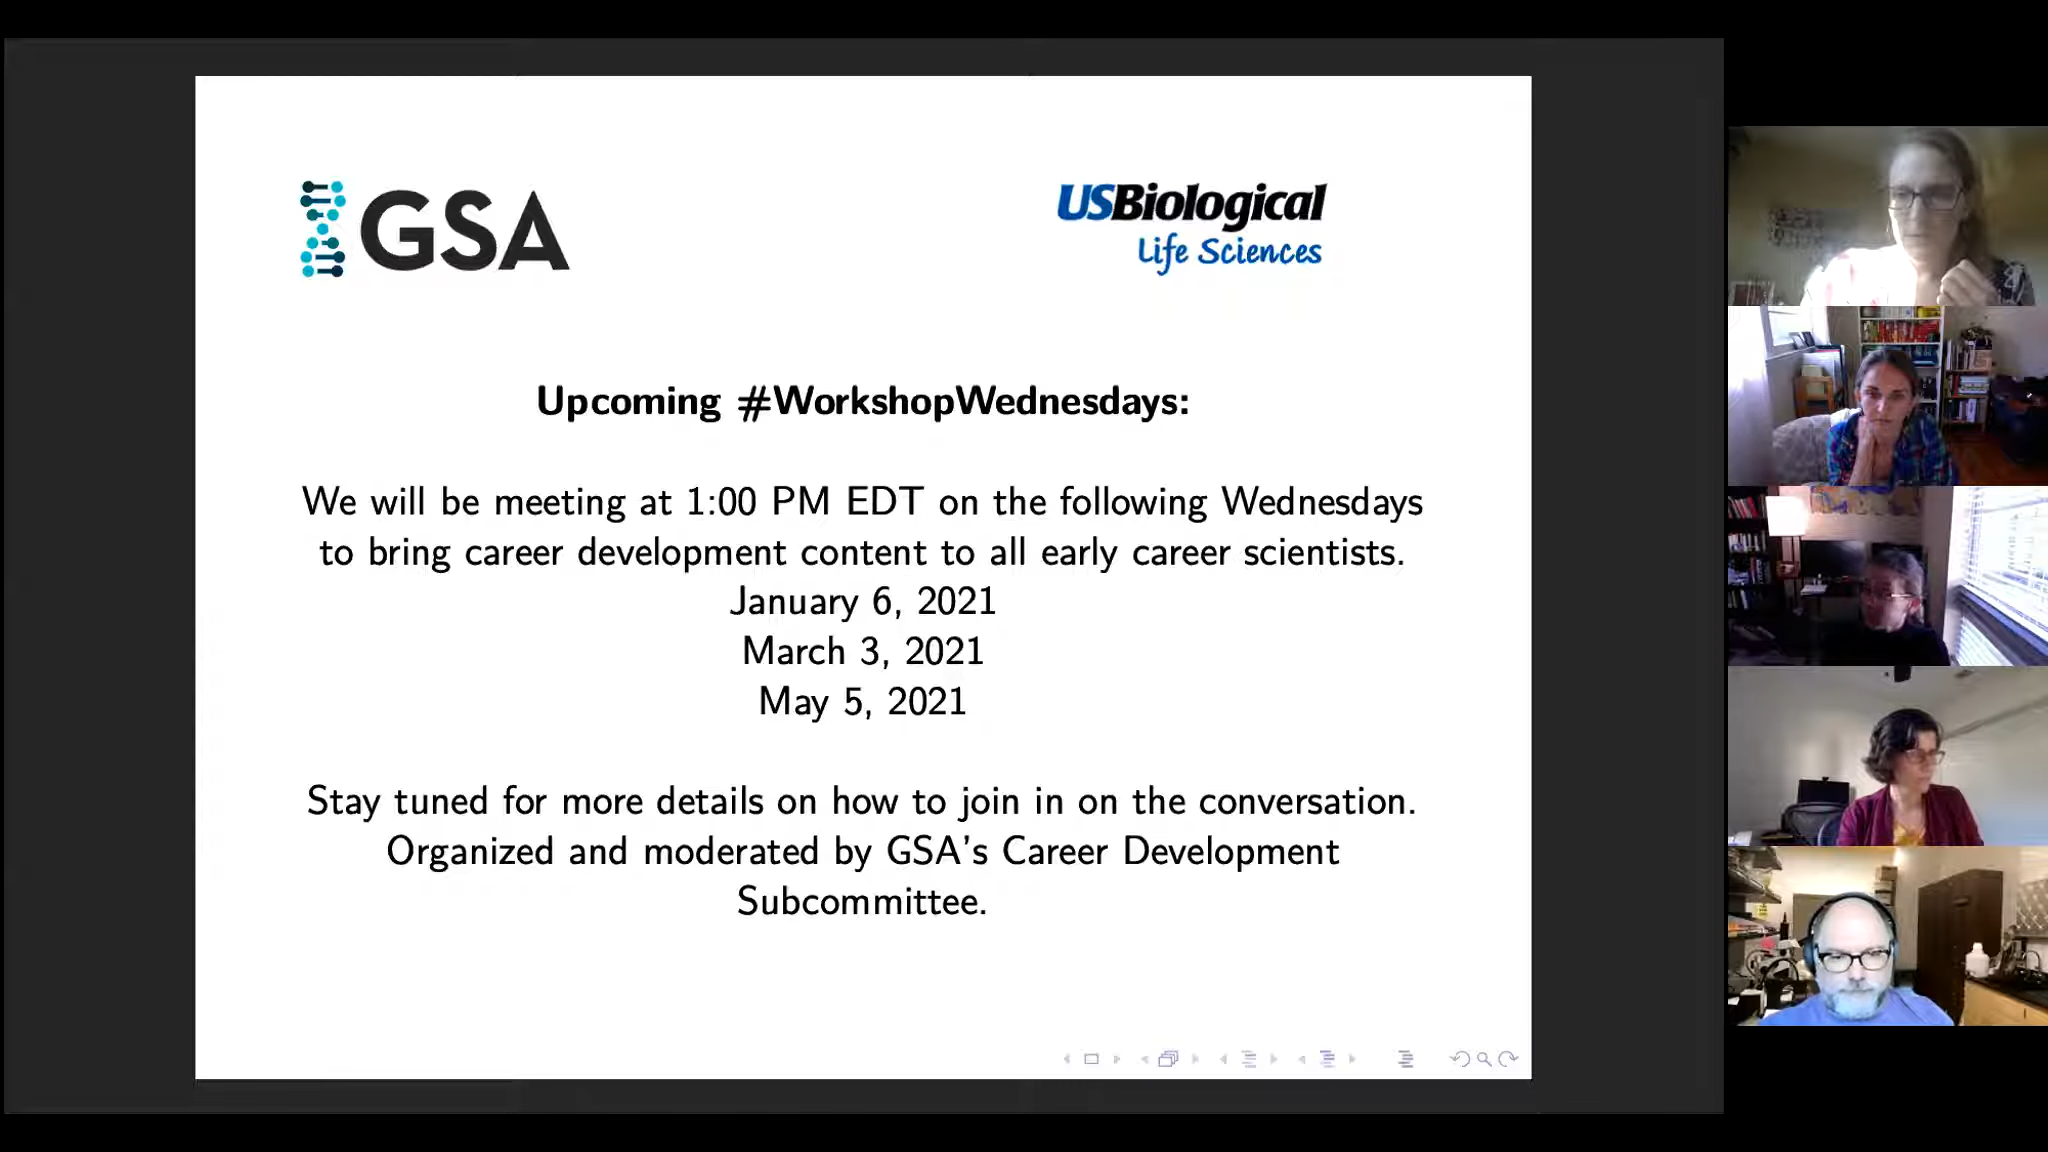 GSA
USBiological
Life Sciences
Upcoming #WorkshopWednesdays:
We will be meeting at 1:00 PM EDT on the following Wednesdays
to bring career development content to all early career scientists.
January 6, 2021
March 3, 2021
May 5, 2021
Stay tuned for more details on how to join in on the conversation.
Organized and moderated by GSA's Career Development
Subcommittee.